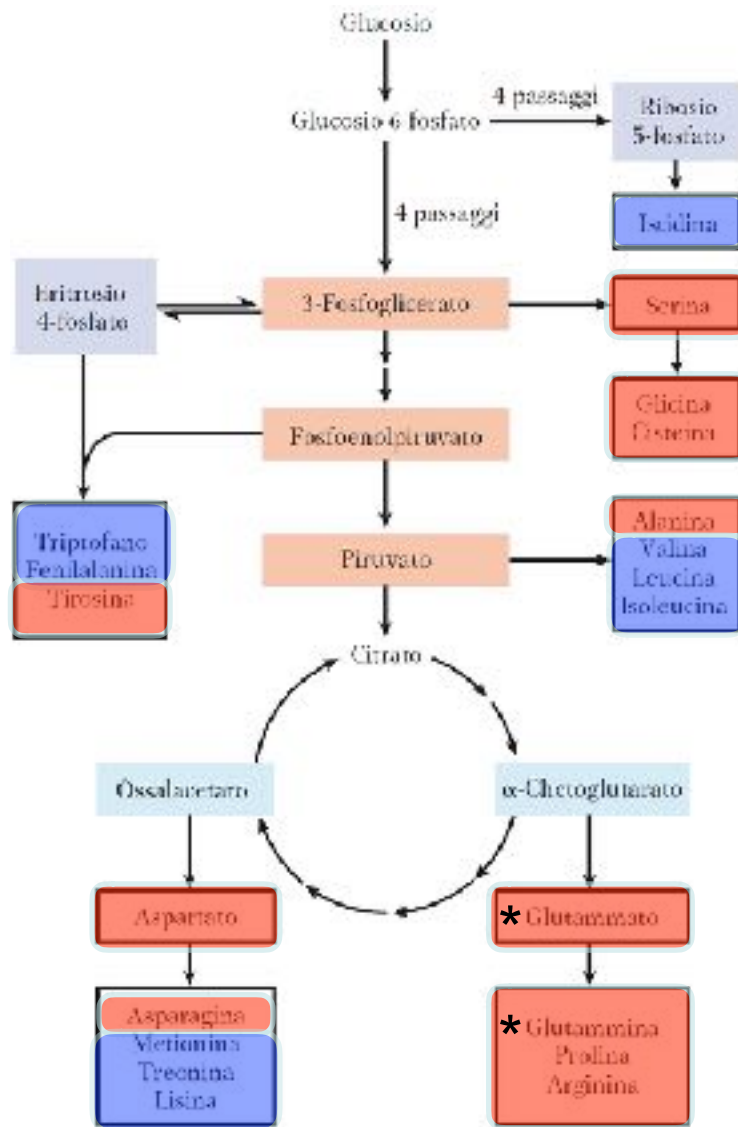 Glucosio
4 passaggi
Glucosio 6-fosfato
Ribosio
5-fosfato
4 passaggi
Istidina
Eritrosio
4-fosfato
3-Fosfoglicerato
Serina
Glicina
Cisteina
Fosfoenolpiruvato
Triptofano
Fenilalanina
Tirosina
Piruvato
Alanina
Valina
Leucina
Isoleucina
Citrato
Ossalacetato
α-Chetoglutarato
Aspartato
* Glutammato
Asparagina
Metionina
Treonina
Lisina
* Glutammina
Prolina
Arginina